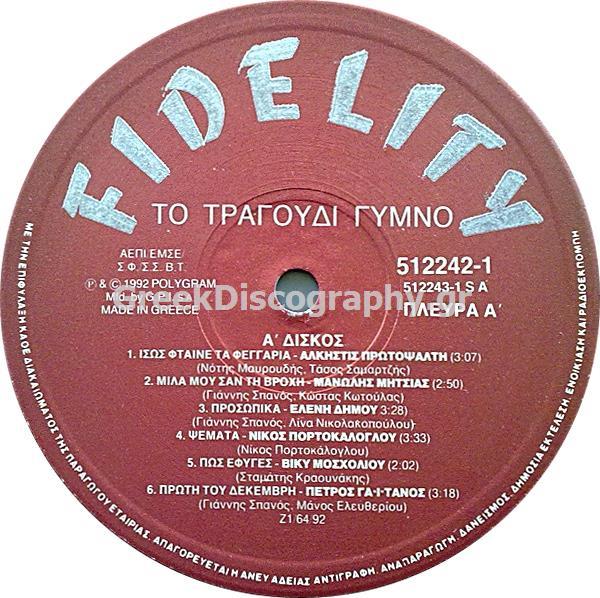 FIDELITY
ΤΟ ΤΡΑΓΟΥΔΙ ΓΥΜΝΟ
ΑΕΠΙ/ΕΜΣΕ/
Σ.Φ.Σ.Σ. Β.Τ.
℗ & © 1992 POLYGRAM
Mfd. by G.P.I.
MADE IN GREECE
512242-1
512243-1 S A
ΠΛΕΥΡΑ Α'
GreekDiscography.gr
Α' ΔΙΣΚΟΣ
1. ΙΣΩΣ ΦΤΑΙΝΕ ΤΑ ΦΕΓΓΑΡΙΑ - ΑΛΚΗΣΤΙΣ ΠΡΩΤΟΨΑΛΤΗ (3:07)
(Νότης Μαυρουδής, Τάσος Σαμαρτζής)
2. ΜΙΛΑ ΜΟΥ ΣΑΝ ΤΗ ΒΡΟΧΗ - ΜΑΝΩΛΗΣ ΜΗΤΣΙΑΣ (2:50)
(Γιάννης Σπανός, Κώστας Κωτούλας)
3. ΠΡΟΣΩΠΙΚΑ - ΕΛΕΝΗ ΔΗΜΟΥ 3:28)
(Γιάννης Σπανός, Λίνα Νικολακοπούλου)
4. ΨΕΜΑΤΑ - ΝΙΚΟΣ ΠΟΡΤΟΚΑΛΟΓΛΟΥ (3:33)
(Νίκος Πορτοκάλογλου)
5. ΠΩΣ ΕΦΥΓΕΣ - ΒΙΚΥ ΜΟΣΧΟΛΙΟΥ (2:02)
(Σταμάτης Κραουνάκης)
6. ΠΡΩΤΗ ΤΟΥ ΔΕΚΕΜΒΡΗ - ΠΕΤΡΟΣ ΓΑ-Ι-ΤΑΝΟΣ (3:18)
(Γιάννης Σπανός, Μάνος Ελευθερίου)
Ζ1/64/92
ΜΕ ΤΗΝ ΕΠΙΦΥΛΑΞΗ ΚΑΘΕ ΔΙΚΑΙΩΜΑΤΟΣ ΤΗΣ ΠΑΡΑΓΩΓΟΥ ΕΤΑΙΡΙΑΣ. ΑΠΑΓΟΡΕΥΕΤΑΙ Η ΑΝΕΥ ΑΔΕΙΑΣ ΑΝΤΙΓΡΑΦΗ, ΑΝΑΠΑΡΑΓΩΓΗ, ΔΑΝΕΙΣΜΟΣ, ΔΗΜΟΣΙΑ ΕΚΤΕΛΕΣΗ, ΕΝΟΙΚΙΑΣΗ ΚΑΙ ΡΑΔΙΟΕΚΠΟΜΠΗ